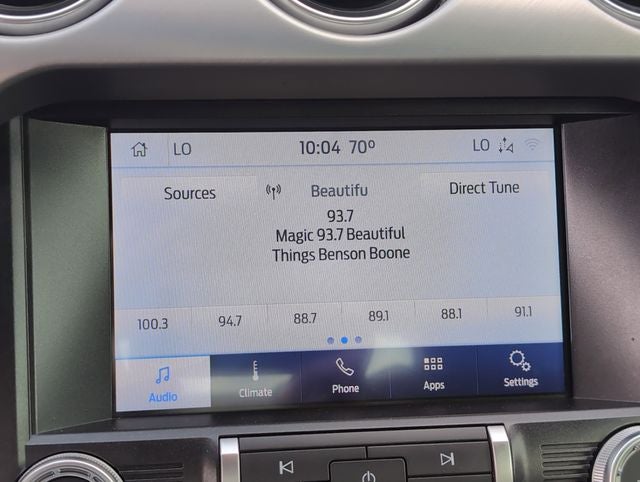 LO 10:04 70° LO
Sources Beautifu Direct Tune
93.7
Magic 93.7 Beautiful
Things Benson Boone
100.3 94.7 88.7 89.1 88.1 91.1
Audio Climate Phone Apps Settings